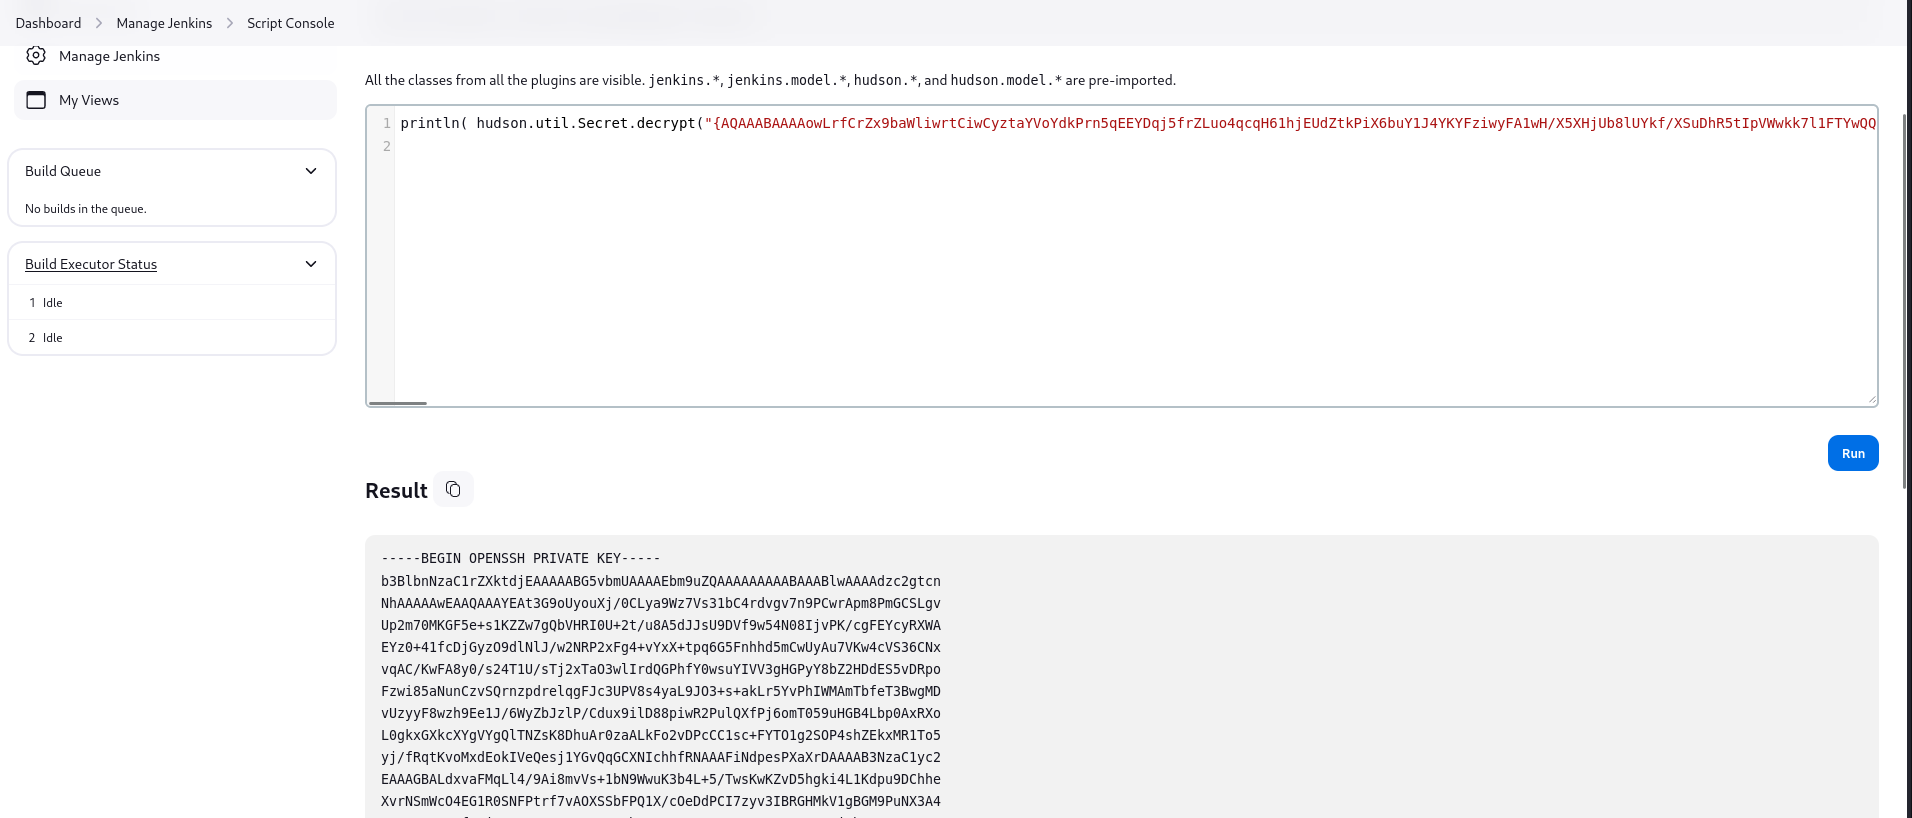 Dashboard > Manage Jenkins > Script Console
Manage Jenkins
My Views
Build Queue
No builds in the queue.
Build Executor Status
1 Idle
2 Idle
All the classes from all the plugins are visible. jenkins.*, jenkins.model.*, hudson.*, and hudson.model.* are pre-imported.
1 println( hudson.util.Secret.decrypt("{AQAAABAAAAowLrfCrZx9baWliwrtCiwCyztaYVoYdkPrn5qEEYDqj5frZLuo4qcqH61hjEUdZtkPiX6buY1J4YKYFziwyFA1wH/X5XHjUb8lUYkf/XSuDhR5tIpVWwkk7l1FTYwQQ
2
Run
Result
-----BEGIN OPENSSH PRIVATE KEY-----
b3BlbnNzaC1rZXktdjEAAAAABG5vbmUAAAAEbm9uZQAAAAAAAAABAAABlwAAAAdzc2gtcn
NhAAAAAwEAAQAAAYEAt3G9oUyouXj/0CLya9Wz7Vs31bC4rdvgv7n9PCwrApm8PmGCSLgv
Up2m70MKGF5e+s1KZZw7gQbVHRI0U+2t/u8A5dJJsU9DVf9w54N08IjvPK/cgFEYcyRXWA
EYz0+41fcDjGyzO9dlNlJ/w2NRP2xFg4+vYxX+tpq6G5Fnhhd5mCwUyAu7VKw4cVS36CNx
vqAC/KwFA8y0/s24T1U/sTj2xTaO3wlIrdQGPhfY0wsuYIVV3gHGPyY8bZ2HDdES5vDRpo
Fzwi85aNunCzvSQrnzpdrelqgFJc3UPV8s4yaL9JO3+s+akLr5YvPhIWMAmTbfeT3BwgMD
vUzyyF8wzh9Ee1J/6WyZbJzlP/Cdux9ilD88piwR2PulQXfPj6omT059uHGB4Lbp0AxRXo
L0gkxGXkcXYgVYgQlTNZsK8DhuAr0zaALkFo2vDPcCC1sc+FYTO1g2SOP4shZEkxMR1To5
yj/fRqtKvoMxdEokIVeQesj1YGvQqGCXNIchhfRNAAAFiNdpesPXaXrDAAAAB3NzaC1yc2
EAAAGBALdxvaFMqLl4/9Ai8mvVs+1bN9WwuK3b4L+5/TwsKwKZvD5hgki4L1Kdpu9DChhe
XvrNSmWcO4EG1R0SNFPtrf7vAOXSSbFPQ1X/cOeDdPCI7zyv3IBRGHMkV1gBGM9PuNX3A4